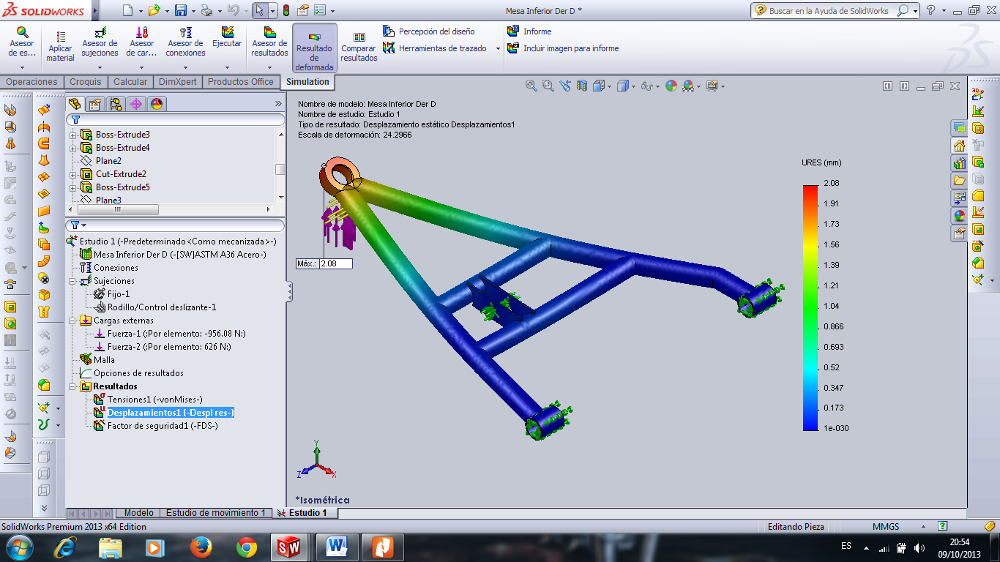 SOLIDWORKS
Mesa Inferior Der D *
Buscar en la Ayuda de SolidWorks
Asesor de es...
Aplicar material
Asesor de sujeciones
Asesor de car...
Asesor de conexiones
Ejecutar
Asesor de resultados
Resultado de deformada
Comparar resultados
Percepción del diseño
Herramientas de trazado
Informe
Incluir imagen para informe
Operaciones
Croquis
Calcular
DimXpert
Productos Office
Simulation
Boss-Extrude3
Boss-Extrude4
Plane2
Cut-Extude2
Boss-Extrude5
Plane3
Estudio 1 (-Predeterminado<Como mecanizada>-)
Mesa Inferior Der D (-[SW]ASTM A36 Acero-)
Conexiones
Sujeciones
Fijo-1
Rodillo/Control deslizante-1
Cargas externas
Fuerza-1 (:Por elemento: -956.08 N:)
Fuerza-2 (:Por elemento: 626 N:)
Malla
Opciones de resultados
Resultados
Tensiones1 (-vonMises-)
Desplazamientos1 (-Despl res-)
Factor de seguridad1 (-FDS-)
Nombre de modelo: Mesa Inferior Der D
Nombre de estudio: Estudio 1
Tipo de resultado: Desplazamiento estático Desplazamientos1
Escala de deformación: 24.2966
Máx.: 2.08
URES (mm)
2.08
1.91
1.73
1.56
1.39
1.21
1.04
0.866
0.693
0.52
0.347
0.173
1e-030
Y
Z
X
*Isométrica
Modelo
Estudio de movimiento 1
Estudio 1
SolidWorks Premium 2013 x64 Edition
Editando Pieza
MMGS
ES
20:54
09/10/2013